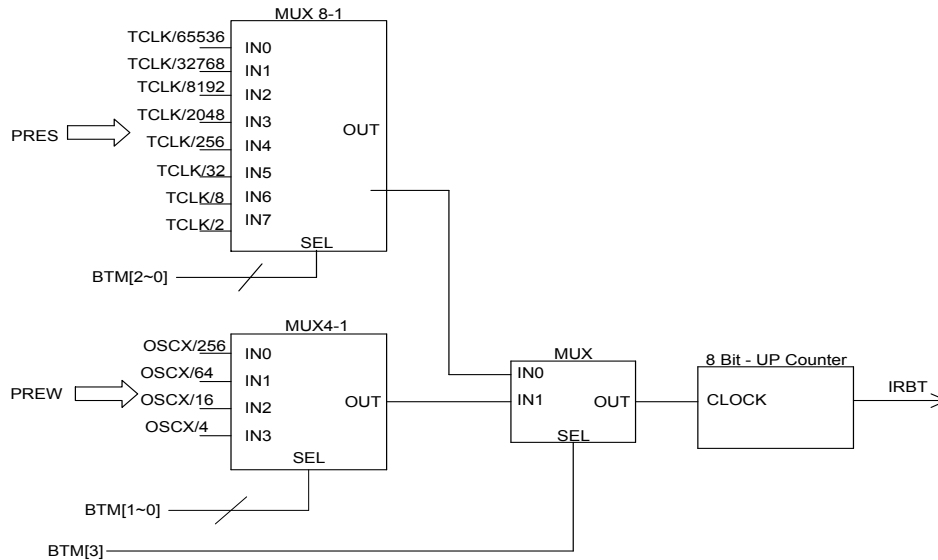 MUX 8-1
TCLK/65536
IN0
TCLK/32768
IN1
TCLK/8192
IN2
TCLK/2048
IN3
PRES
OUT
TCLK/256
IN4
TCLK/32
IN5
TCLK/8
IN6
TCLK/2
IN7
SEL
BTM[2~0]
MUX4-1
OSCX/256
IN0
OSCX/64
IN1
PREW
OSCX/16
IN2
OUT
OSCX/4
IN3
SEL
BTM[1~0]
MUX
IN0
IN1
OUT
SEL
8 Bit - UP Counter
CLOCK
IRBT
BTM[3]